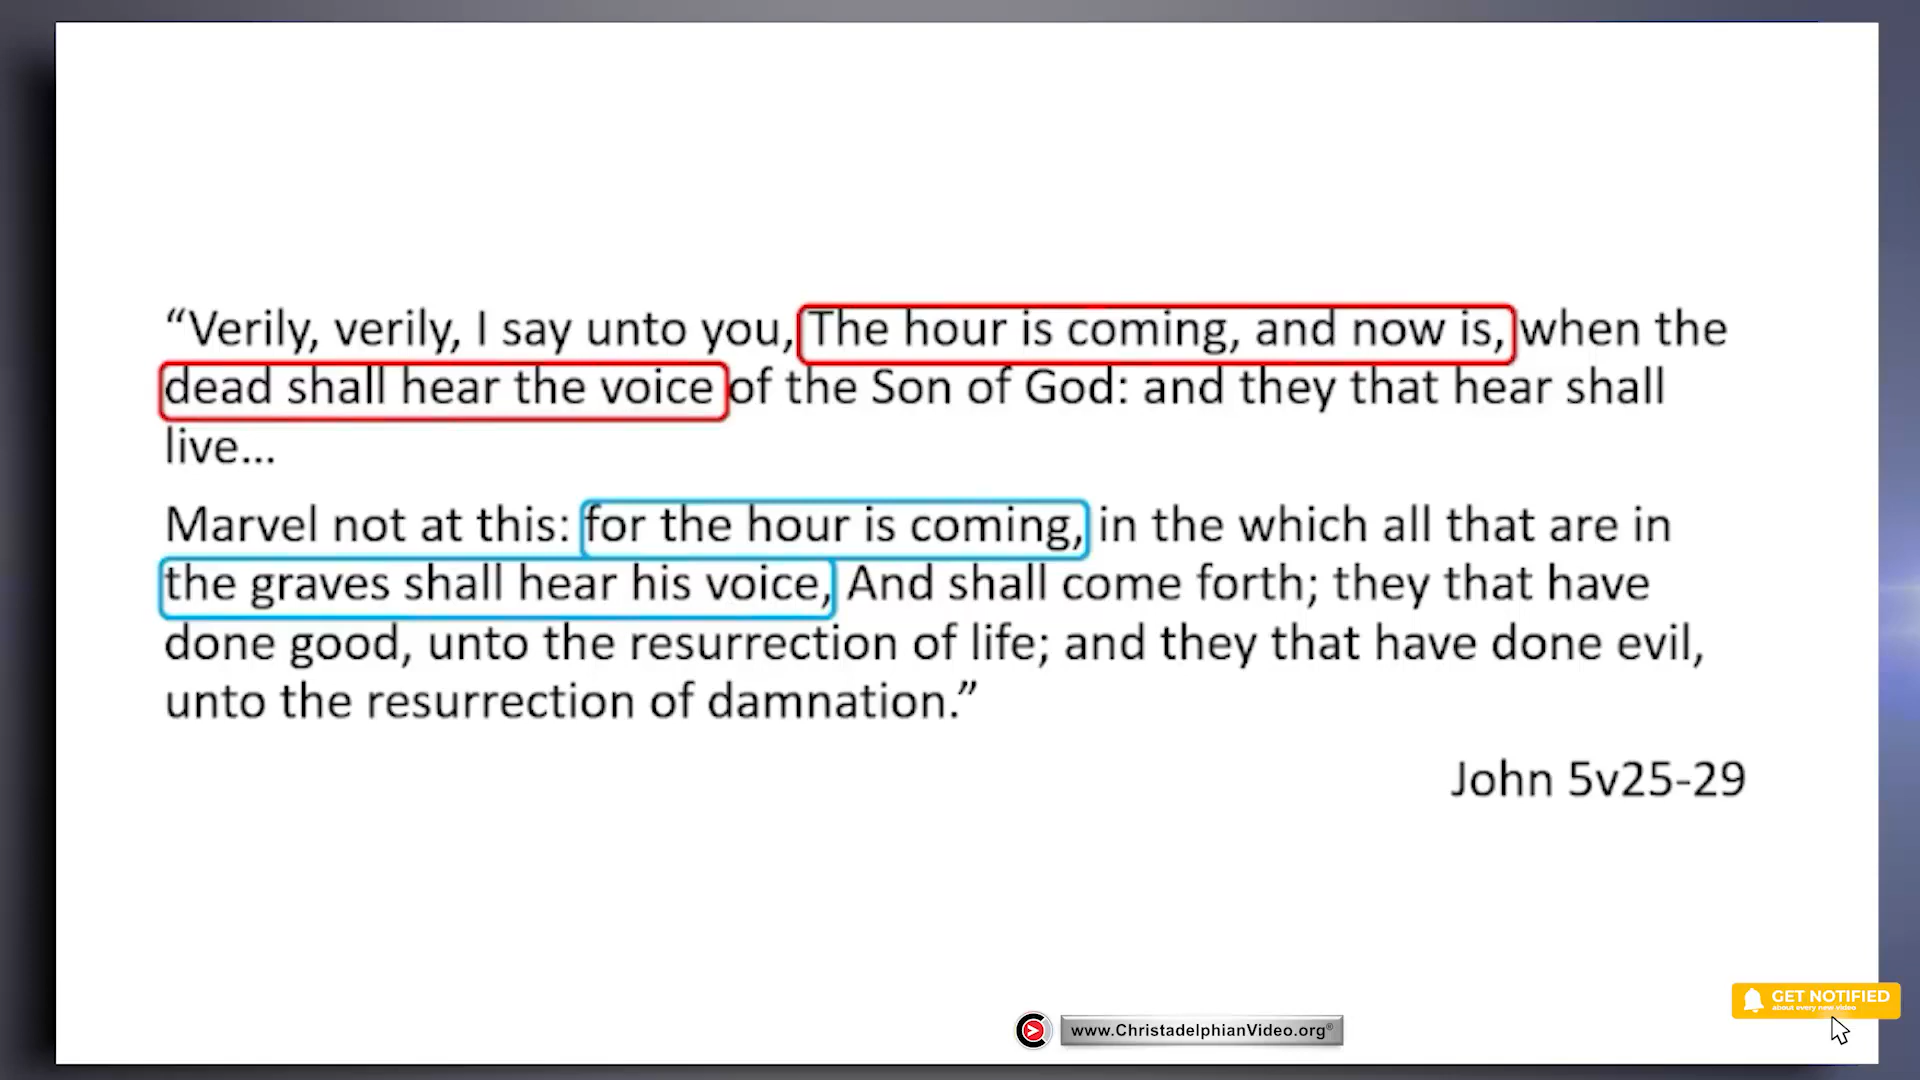 “Verily, verily, I say unto you, The hour is coming, and now is, when the
dead shall hear the voice of the Son of God: and they that hear shall
live...
Marvel not at this: for the hour is coming, in the which all that are in
the graves shall hear his voice, And shall come forth; they that have
done good, unto the resurrection of life; and they that have done evil,
unto the resurrection of damnation.”
John 5v25-29
GET NOTIFIED
about every new video
www.ChristadelphianVideo.org®